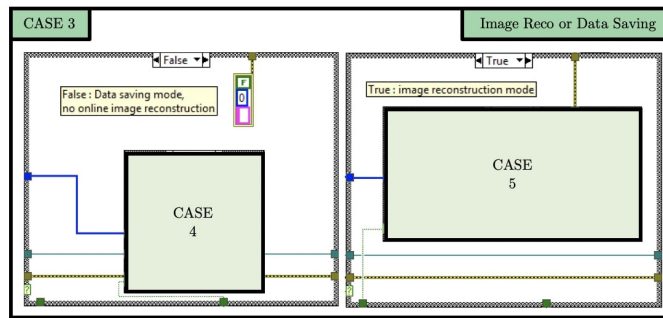 CASE 3
Image Reco or Data Saving
False
False : Data saving mode,
no online image reconstruction
F
0
CASE
4
?
True
True : image reconstruction mode
CASE
5
?